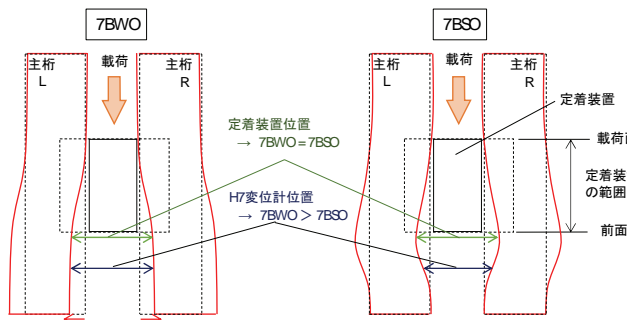 7BWO
7BSO
主桁
L
載荷
主桁
R
主桁
L
載荷
主桁
R
定着装置
定着装置位置
→ 7BWO = 7BSO
H7変位計位置
→ 7BWO > 7BSO
載荷
定着装
の範囲
前面